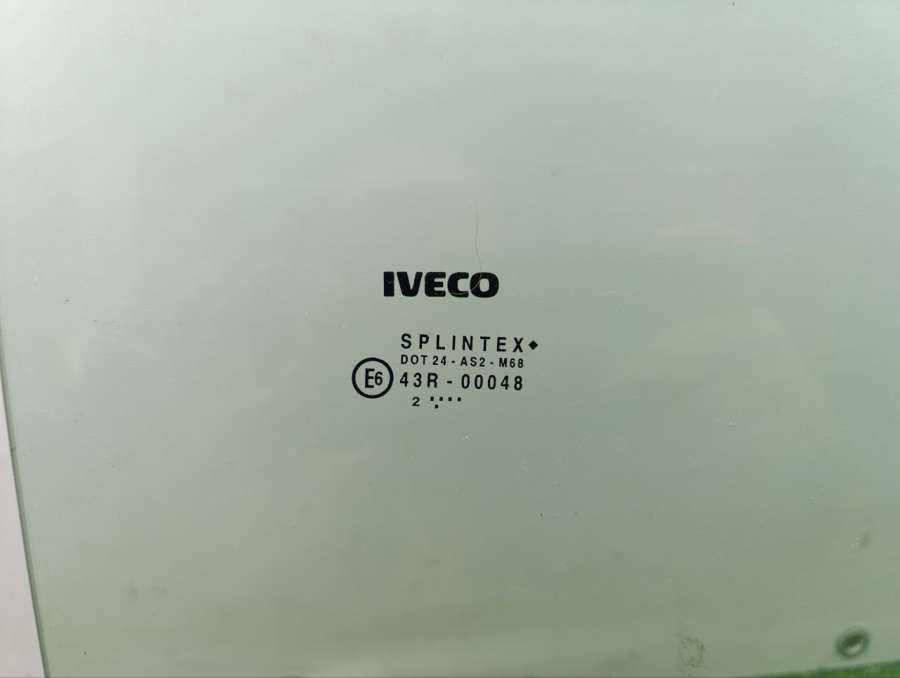 IVECO
SPLINTEX
DOT 24 - AS2 - M68
E6 43R - 00048
2